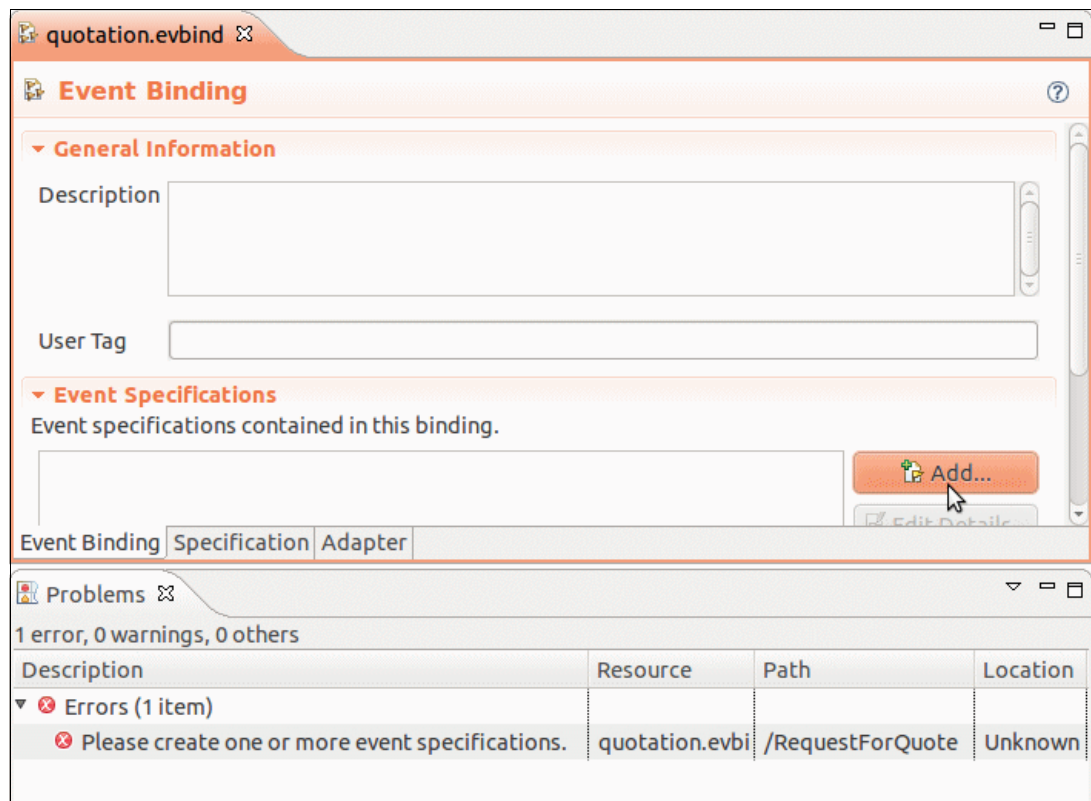 quotation.evbind
Event Binding
General Information
Description
User Tag
Event Specifications
Event specifications contained in this binding.
Add...
Edit Details...
Event Binding Specification Adapter
Problems
1 error, 0 warnings, 0 others
Description Resource Path Location
Errors (1 item)
Please create one or more event specifications. quotation.evbi /RequestForQuote Unknown